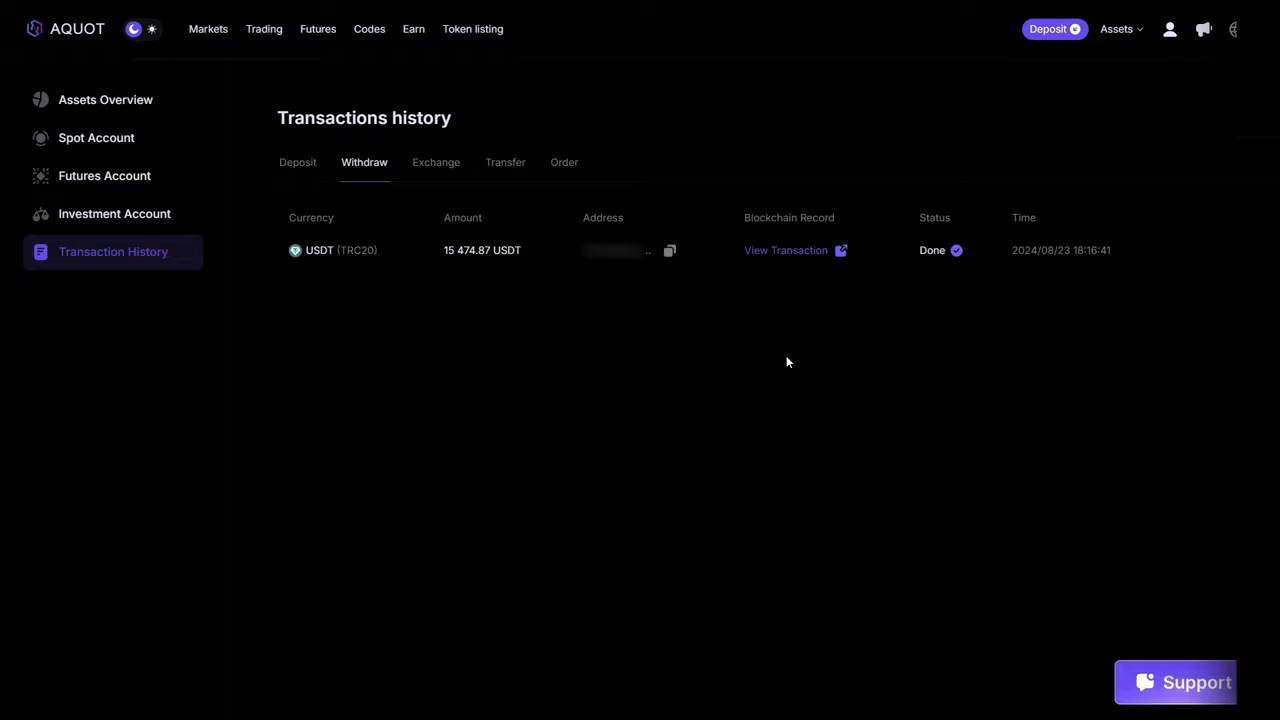 AQUOT Markets Trading Futures Codes Earn Token listing Deposit Assets
Assets Overview
Spot Account
Futures Account
Investment Account
Transaction History
Transactions history
Deposit Withdraw Exchange Transfer Order
Currency Amount Address Blockchain Record Status Time
USDT (TRC20) 15 474.87 USDT .. View Transaction Done 2024/08/23 18:16:41
Support